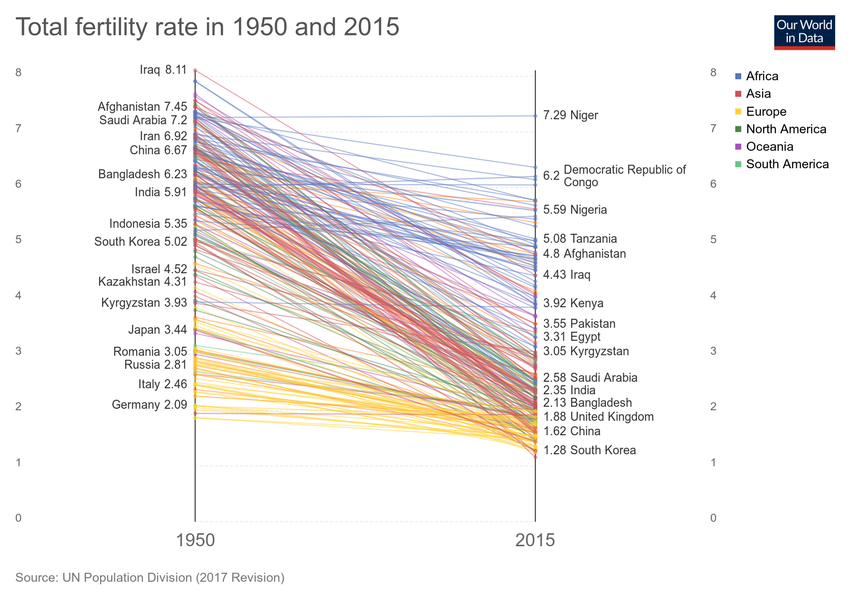 Total fertility rate in 1950 and 2015
Our World
in Data
8
7
6
5
4
3
2
1
0
Iraq 8.11
Afghanistan 7.45
Saudi Arabia 7.2
Iran 6.92
China 6.67
Bangladesh 6.23
India 5.91
Indonesia 5.35
South Korea 5.02
Israel 4.52
Kazakhstan 4.31
Kyrgyzstan 3.93
Japan 3.44
Romania 3.05
Russia 2.81
Italy 2.46
Germany 2.09
1950
7.29 Niger
6.2 Democratic Republic of
Congo
5.59 Nigeria
5.08 Tanzania
4.8 Afghanistan
4.43 Iraq
3.92 Kenya
3.55 Pakistan
3.31 Egypt
3.05 Kyrgyzstan
2.58 Saudi Arabia
2.35 India
2.13 Bangladesh
1.88 United Kingdom
1.62 China
1.28 South Korea
2015
8
7
6
5
4
3
2
1
0
Africa
Asia
Europe
North America
Oceania
South America
Source: UN Population Division (2017 Revision)